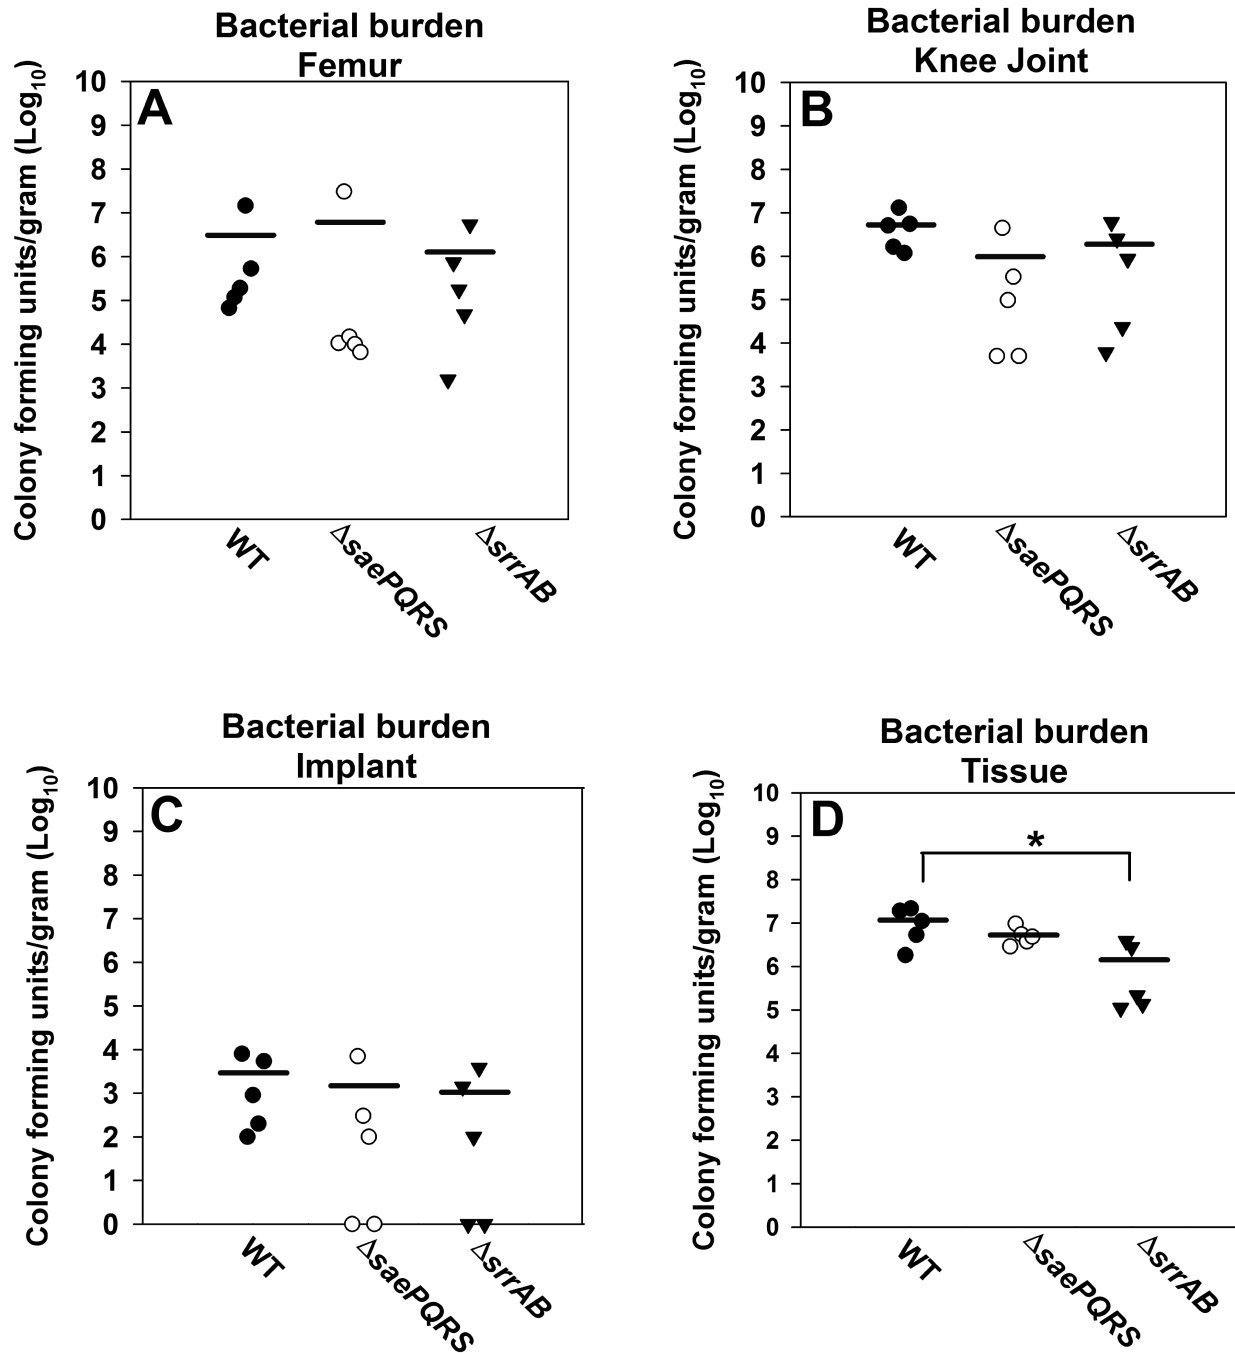 Bacterial burden
Femur
Colony forming units/gram (Log10)
A
10
9
8
7
6
5
4
3
2
1
0
WT
ΔsaePQRS
ΔsrrAB
Bacterial burden
Knee Joint
Colony forming units/gram (Log10)
B
10
9
8
7
6
5
4
3
2
1
0
WT
ΔsaePQRS
ΔsrrAB
Bacterial burden
Implant
Colony forming units/gram (Log10)
C
10
9
8
7
6
5
4
3
2
1
0
WT
ΔsaePQRS
ΔsrrAB
Bacterial burden
Tissue
Colony forming units/gram (Log10)
D
*
10
9
8
7
6
5
4
3
2
1
0
WT
ΔsaePQRS
ΔsrrAB